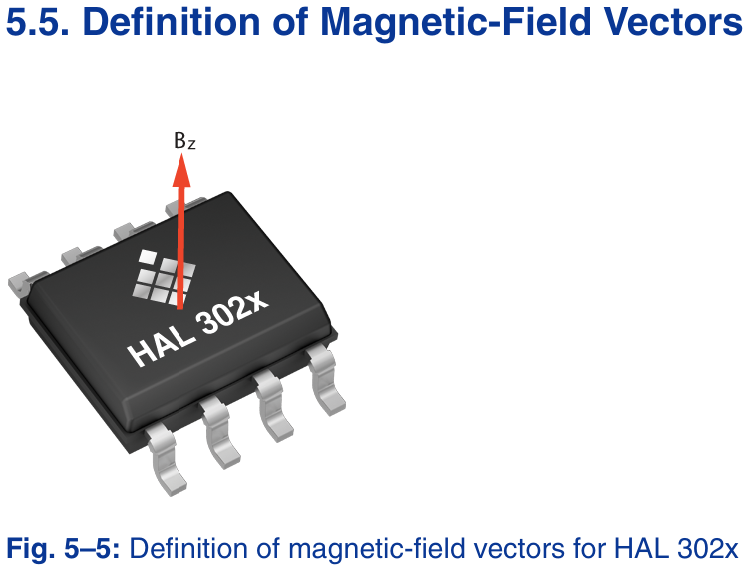 5.5. Definition of Magnetic-Field Vectors
Bz
HAL 302x
Fig. 5–5: Definition of magnetic-field vectors for HAL 302x